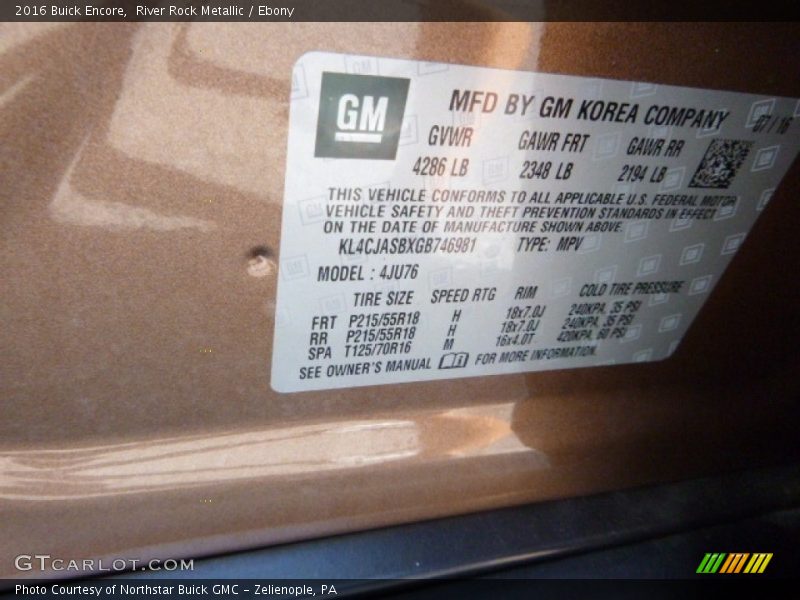 2016 Buick Encore, River Rock Metallic / Ebony
GM
MFD BY GM KOREA COMPANY 07/16
GVWR GAWR FRT GAWR RR
4286 LB 2348 LB 2194 LB
THIS VEHICLE CONFORMS TO ALL APPLICABLE U.S. FEDERAL MOTOR
VEHICLE SAFETY AND THEFT PREVENTION STANDARDS IN EFFECT
ON THE DATE OF MANUFACTURE SHOWN ABOVE.
KL4CJASBXGB746981 TYPE: MPV
MODEL : 4JU76
TIRE SIZE SPEED RTG RIM COLD TIRE PRESSURE
FRT P215/55R18 H 18x7.0J 240KPA, 35 PSI
RR P215/55R18 H 18x7.0J 240KPA, 35 PSI
SPA T125/70R16 M 16x4.0T 420KPA, 60 PSI
SEE OWNER'S MANUAL FOR MORE INFORMATION.
GTCARLOT.COM
Photo Courtesy of Northstar Buick GMC - Zelienople, PA